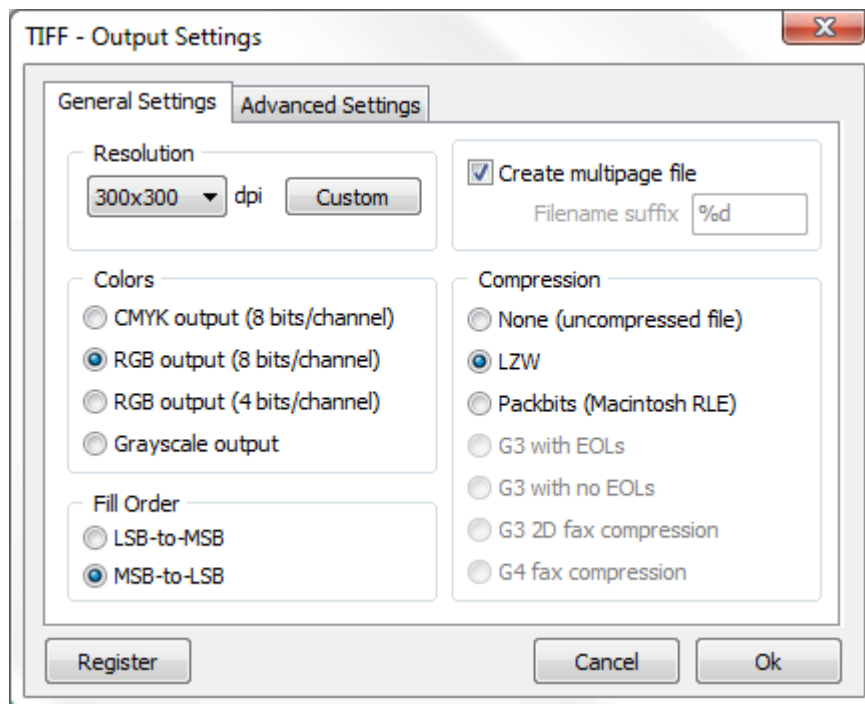 TIFF - Output Settings
General Settings
Advanced Settings
Resolution
300x300 dpi Custom
Create multipage file
Filename suffix %d
Colors
CMYK output (8 bits/channel)
RGB output (8 bits/channel)
RGB output (4 bits/channel)
Grayscale output
Fill Order
LSB-to-MSB
MSB-to-LSB
Compression
None (uncompressed file)
LZW
Packbits (Macintosh RLE)
G3 with EOLs
G3 with no EOLs
G3 2D fax compression
G4 fax compression
Register
Cancel
Ok